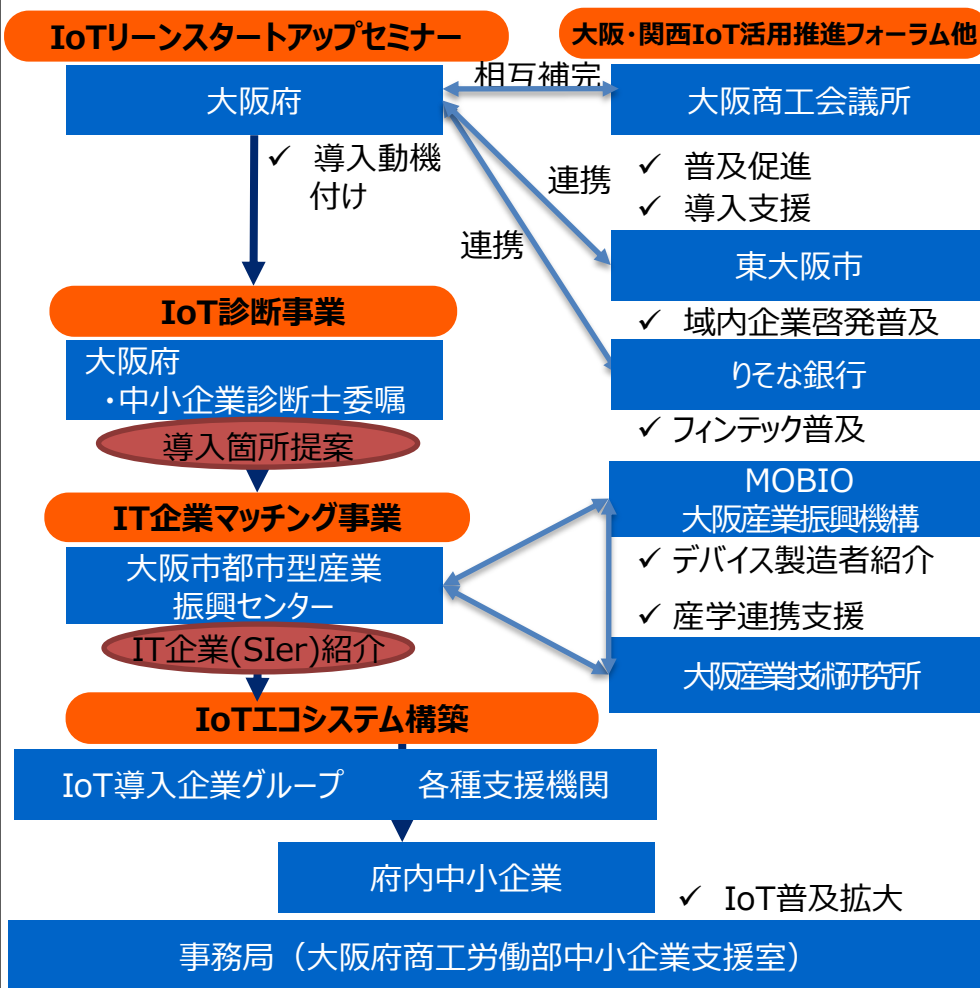 IoTリーンスタートアップセミナー
大阪・関西IoT活用推進フォーラム他
大阪府
相互補完
大阪商工会議所
✓ 導入動機
付け
連携
連携
✓ 普及促進
✓ 導入支援
東大阪市
✓ 域内企業啓発普及
IoT診断事業
大阪府
・中小企業診断士委嘱
りそな銀行
✓ フィンテック普及
導入箇所提案
IT企業マッチング事業
MOBIO
大阪産業振興機構
✓ デバイス製造者紹介
✓ 産学連携支援
大阪市都市型産業
振興センター
IT企業(SIer)紹介
大阪産業技術研究所
IoTエコシステム構築
IoT導入企業グループ 各種支援機関
府内中小企業
✓ IoT普及拡大
事務局（大阪府商工労働部中小企業支援室）